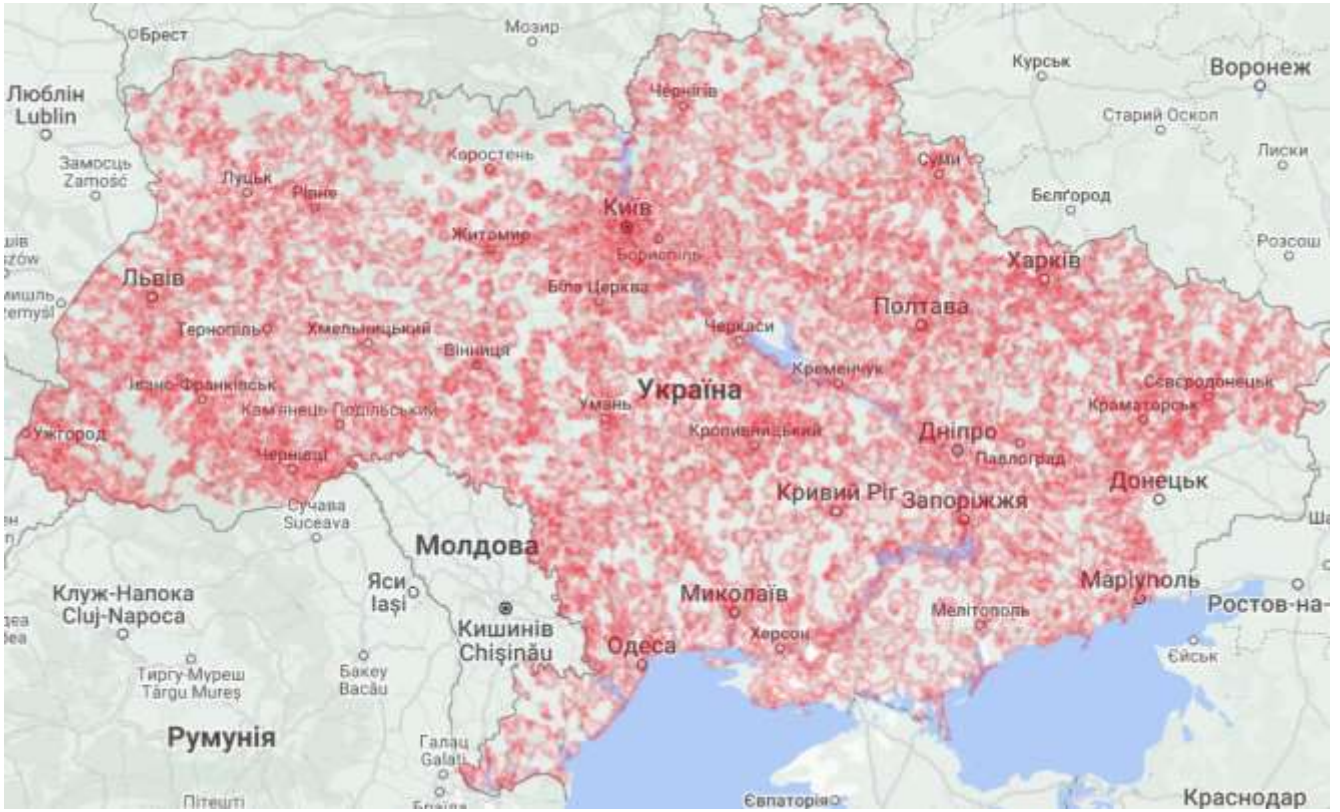 Брест
Мозир
Курськ
Воронеж
Люблін
Lublin
Чернігів
Старий Оскол
Замосць
Zamość
Коростень
Суми
Лиски
Луцьк
Рівне
Київ
Бєлґород
Житомир
Бориспіль
Розсош
Львів
Харків
Біла Церква
Полтава
Тернопіль
Хмельницький
Черкаси
Вінниця
Кременчук
Івано-Франківськ
Україна
Сєвєродонецьк
Кам'янець-Подільський
Умань
Краматорськ
Ужгород
Кропивницький
Дніпро
Чернівці
Павлоград
Донецьк
Кривий Ріг
Запоріжжя
Сучава
Suceava
Молдова
Яси
Iași
Миколаїв
Маріуполь
Клуж-Напока
Cluj-Napoca
Мелітополь
Ростов-на-
Кишинів
Chișinău
Херсон
Одеса
Єйськ
Тиргу-Муреш
Târgu Mureș
Бакеу
Bacău
Румунія
Галац
Galați
Пітешті
Євпаторія
Краснодар